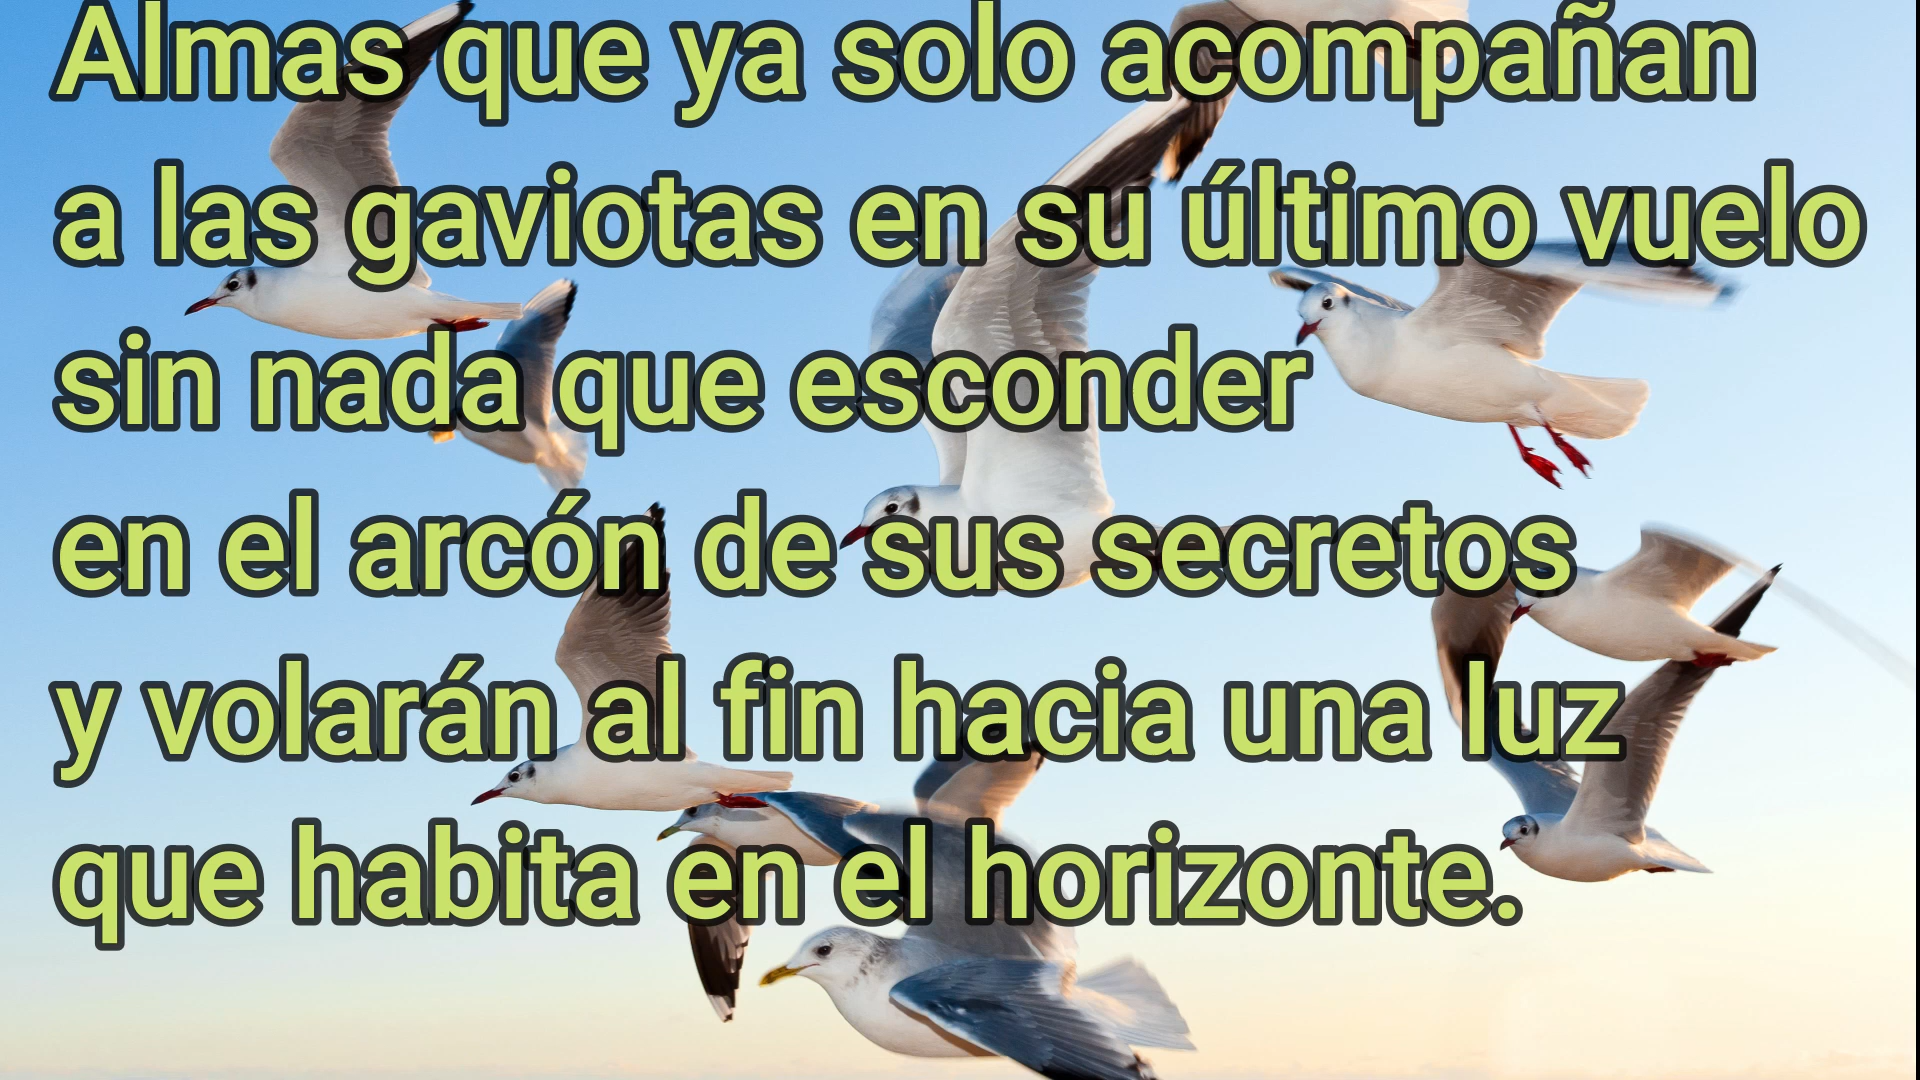 Almas que ya solo acompañan
a las gaviotas en su último vuelo
sin nada que esconder
en el arcón de sus secretos
y volarán al fin hacia una luz
que habita en el horizonte.